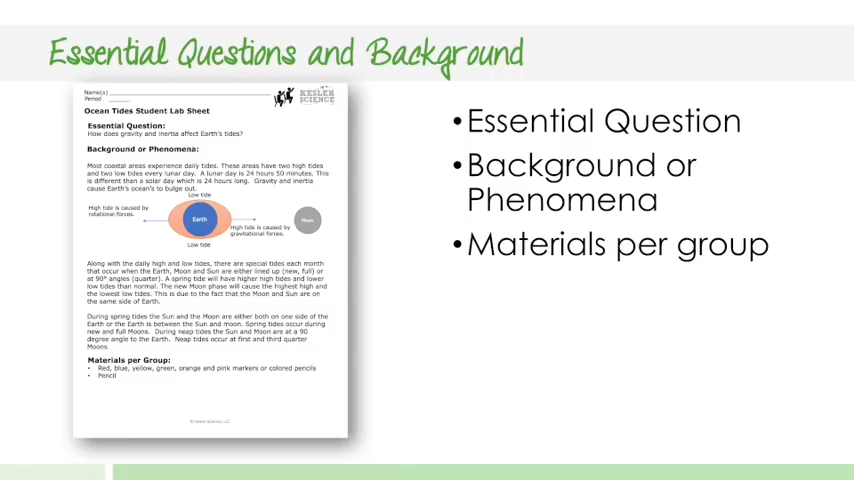 Essential Questions and Background
Name(s)
Period
KESLER
SCIENCE
Ocean Tides Student Lab Sheet
Essential Question:
How does gravity and inertia affect Earth's tides?
Background or Phenomena:
Most coastal areas experience daily tides. These areas have two high tides
and two low tides every lunar day. A lunar day is 24 hours 50 minutes. This
is different than a solar day which is 24 hours long. Gravity and inertia
cause Earth's ocean's to bulge out.
Low tide
High tide is caused by
rotational forces.
Earth
Moon
High tide is caused by
gravitational forces.
Low tide
Along with the daily high and low tides, there are special tides each month
that occur when the Earth, Moon and Sun are either lined up (new, full) or
at 90° angles (quarter). A spring tide will have higher high tides and lower
low tides than normal. The new Moon phase will cause the highest high and
the lowest low tides. This is due to the fact that the Moon and Sun are on
the same side of Earth.
During spring tides the Sun and the Moon are either both on one side of the
Earth or the Earth is between the Sun and moon. Spring tides occur during
new and full Moons. During neap tides the Sun and Moon are at a 90
degree angle to the Earth. Neap tides occur at first and third quarter
Moons.
Materials per Group:
• Red, blue, yellow, green, orange and pink markers or colored pencils
• Pencil
© KeslerScience, LLC
• Essential Question
• Background or
Phenomena
• Materials per group